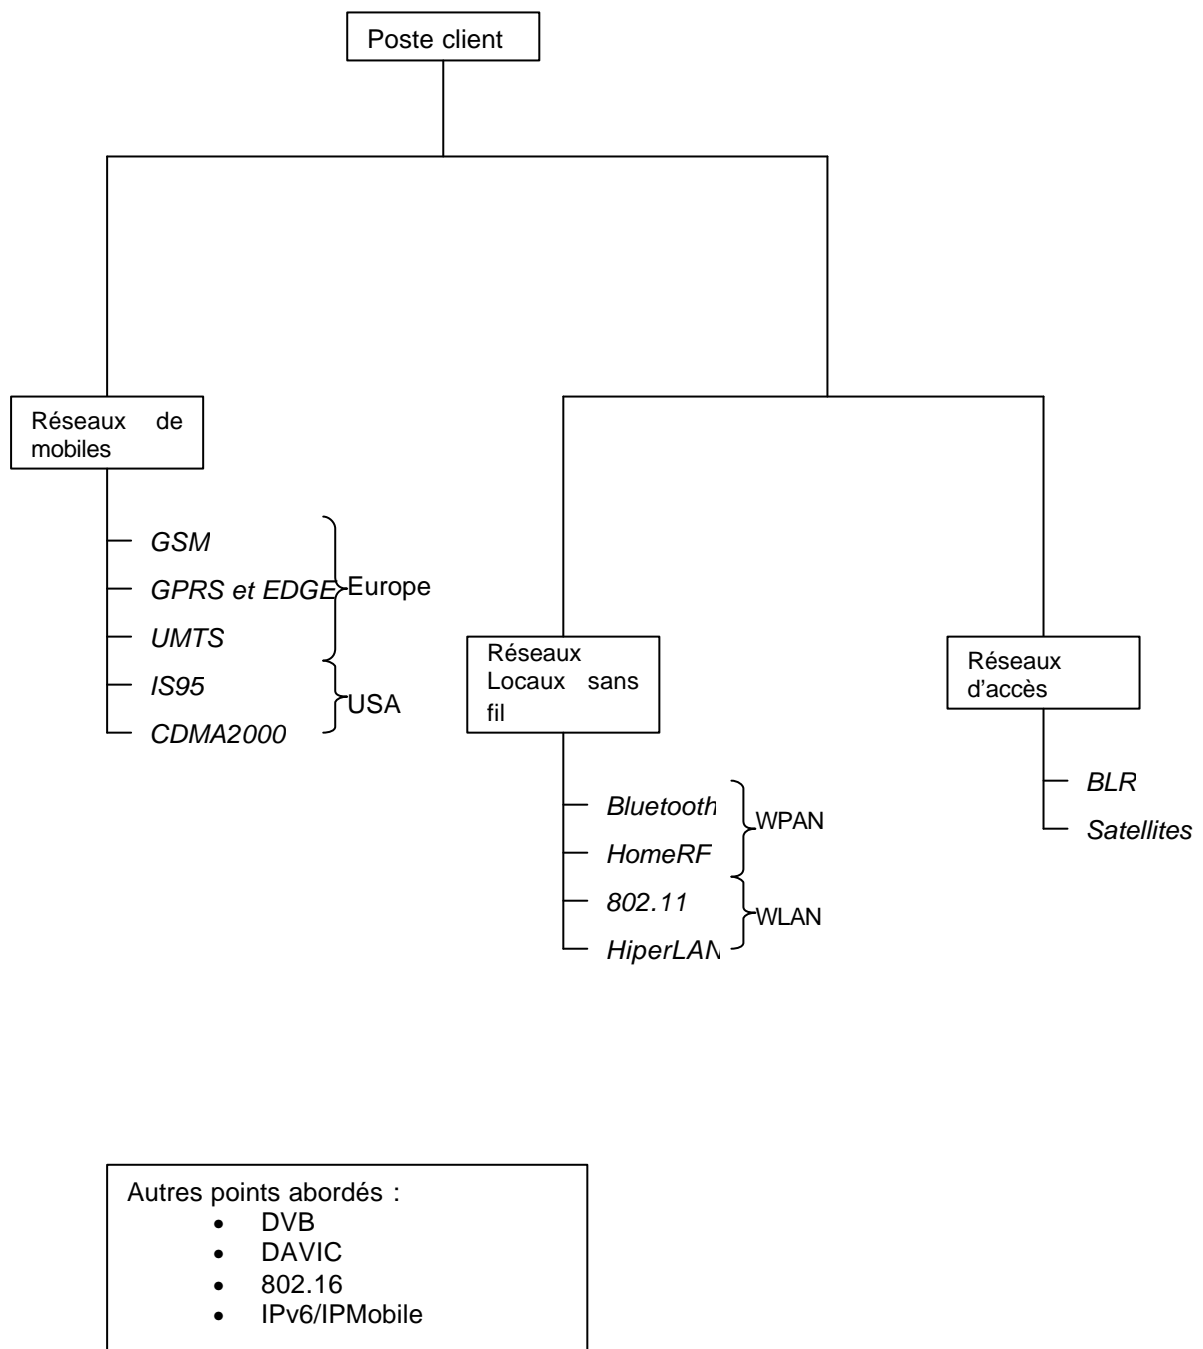 Poste client
Réseaux de
mobiles
GSM
GPRS et EDGE
UMTS
IS95
CDMA2000
Europe
USA
Réseaux
Locaux sans
fil
Bluetooth
HomeRF
802.11
HiperLAN
WPAN
WLAN
Réseaux
d'accès
BLR
Satellites
Autres points abordés :
• DVB
• DAVIC
• 802.16
• IPv6/IPMobile